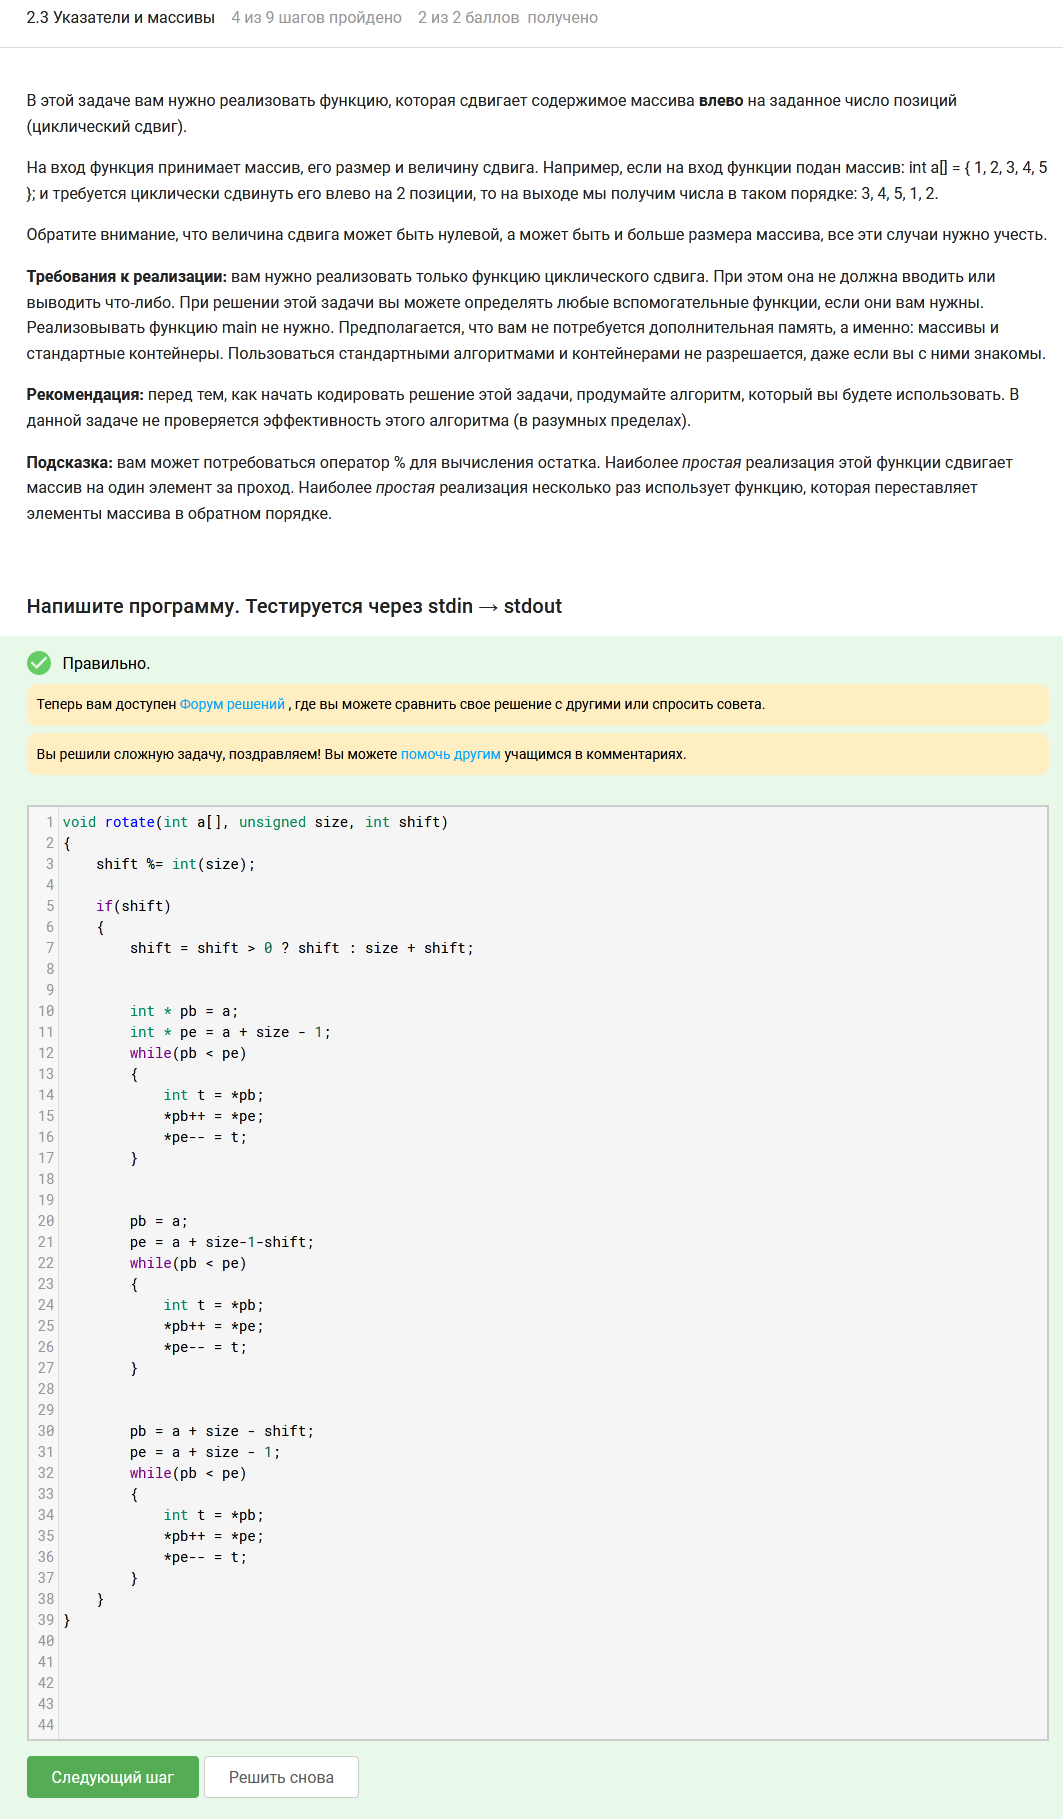 2.3 Указатели и массивы 4 из 9 шагов пройдено 2 из 2 баллов получено
В этой задаче вам нужно реализовать функцию, которая сдвигает содержимое массива влево на заданное число позиций
(циклический сдвиг).
На вход функция принимает массив, его размер и величину сдвига. Например, если на вход функции подан массив: int a[] = { 1, 2, 3, 4, 5
}; и требуется циклически сдвинуть его влево на 2 позиции, то на выходе мы получим числа в таком порядке: 3, 4, 5, 1, 2.
Обратите внимание, что величина сдвига может быть нулевой, а может быть и больше размера массива, все эти случаи нужно учесть.
Требования к реализации: вам нужно реализовать только функцию циклического сдвига. При этом она не должна вводить или
выводить что-либо. При решении этой задачи вы можете определять любые вспомогательные функции, если они вам нужны.
Реализовывать функцию main не нужно. Предполагается, что вам не потребуется дополнительная память, а именно: массивы и
стандартные контейнеры. Пользоваться стандартными алгоритмами и контейнерами не разрешается, даже если вы с ними знакомы.
Рекомендация: перед тем, как начать кодировать решение этой задачи, продумайте алгоритм, который вы будете использовать. В
данной задаче не проверяется эффективность этого алгоритма (в разумных пределах).
Подсказка: вам может потребоваться оператор % для вычисления остатка. Наиболее простая реализация этой функции сдвигает
массив на один элемент за проход. Наиболее простая реализация несколько раз использует функцию, которая переставляет
элементы массива в обратном порядке.
Напишите программу. Тестируется через stdin → stdout
Правильно.
Теперь вам доступен Форум решений , где вы можете сравнить свое решение с другими или спросить совета.
Вы решили сложную задачу, поздравляем! Вы можете помочь другим учащимся в комментариях.
1 void rotate(int a[], unsigned size, int shift)
2 {
3     shift %= int(size);
4
5     if(shift)
6     {
7         shift = shift > 0 ? shift : size + shift;
8
9
10         int * pb = a;
11         int * pe = a + size - 1;
12         while(pb < pe)
13         {
14             int t = *pb;
15             *pb++ = *pe;
16             *pe-- = t;
17         }
18
19
20         pb = a;
21         pe = a + size-1-shift;
22         while(pb < pe)
23         {
24             int t = *pb;
25             *pb++ = *pe;
26             *pe-- = t;
27         }
28
29
30         pb = a + size - shift;
31         pe = a + size - 1;
32         while(pb < pe)
33         {
34             int t = *pb;
35             *pb++ = *pe;
36             *pe-- = t;
37         }
38     }
39 }
40
41
42
43
44
Следующий шаг Решить снова